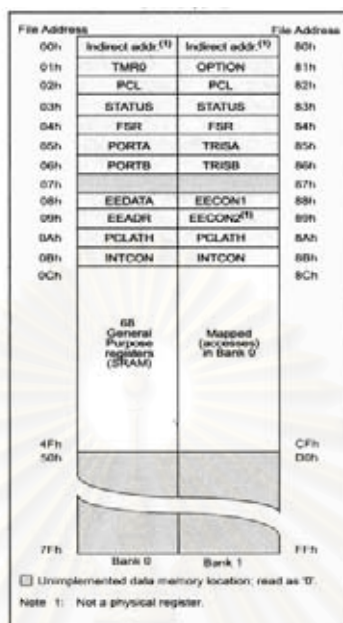 File Address File Address
00h Indirect addr.(1) Indirect addr.(1) 80h
01h TMR0 OPTION 81h
02h PCL PCL 82h
03h STATUS STATUS 83h
04h FSR FSR 84h
05h PORTA TRISA 85h
06h PORTB TRISB 86h
07h 87h
08h EEDATA EECON1 88h
09h EEADR EECON2(1) 89h
0Ah PCLATH PCLATH 8Ah
0Bh INTCON INTCON 8Bh
0Ch 8Ch
68
General
Purpose
registers
(SRAM)
Mapped
(accesses)
in Bank 0
4Fh CFh
50h D0h
7Fh FFh
Bank 0 Bank 1
Unimplemented data memory location; read as '0'.
Note 1: Not a physical register.